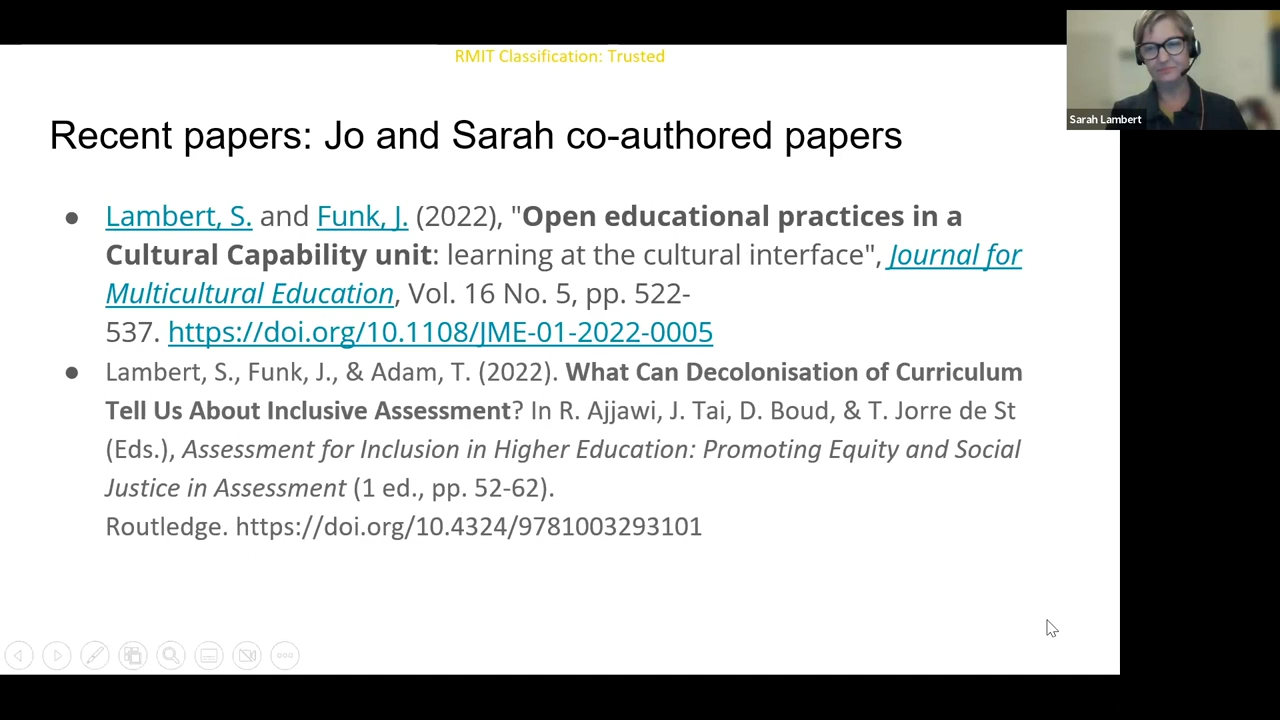 RMIT Classification: Trusted
Recent papers: Jo and Sarah co-authored papers
● Lambert, S. and Funk, J. (2022), "Open educational practices in a
Cultural Capability unit: learning at the cultural interface", Journal for
Multicultural Education, Vol. 16 No. 5, pp. 522-
537. https://doi.org/10.1108/JME-01-2022-0005
● Lambert, S., Funk, J., & Adam, T. (2022). What Can Decolonisation of Curriculum
Tell Us About Inclusive Assessment? In R. Ajjawi, J. Tai, D. Boud, & T. Jorre de St
(Eds.), Assessment for Inclusion in Higher Education: Promoting Equity and Social
Justice in Assessment (1 ed., pp. 52-62).
Routledge. https://doi.org/10.4324/9781003293101
Sarah Lambert